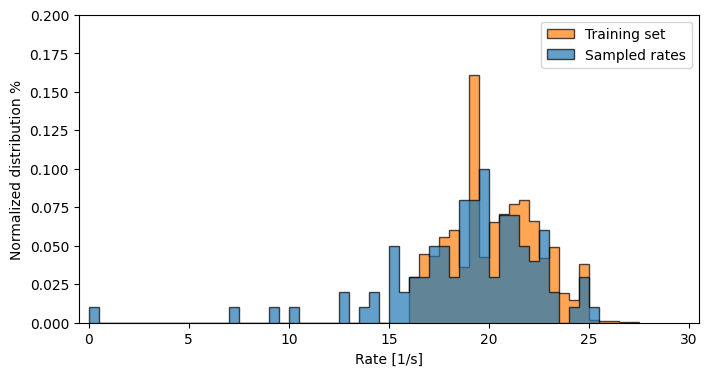 Training set
Sampled rates
Normalized distribution %
0.200
0.175
0.150
0.125
0.100
0.075
0.050
0.025
0.000
0 5 10 15 20 25 30
Rate [1/s]